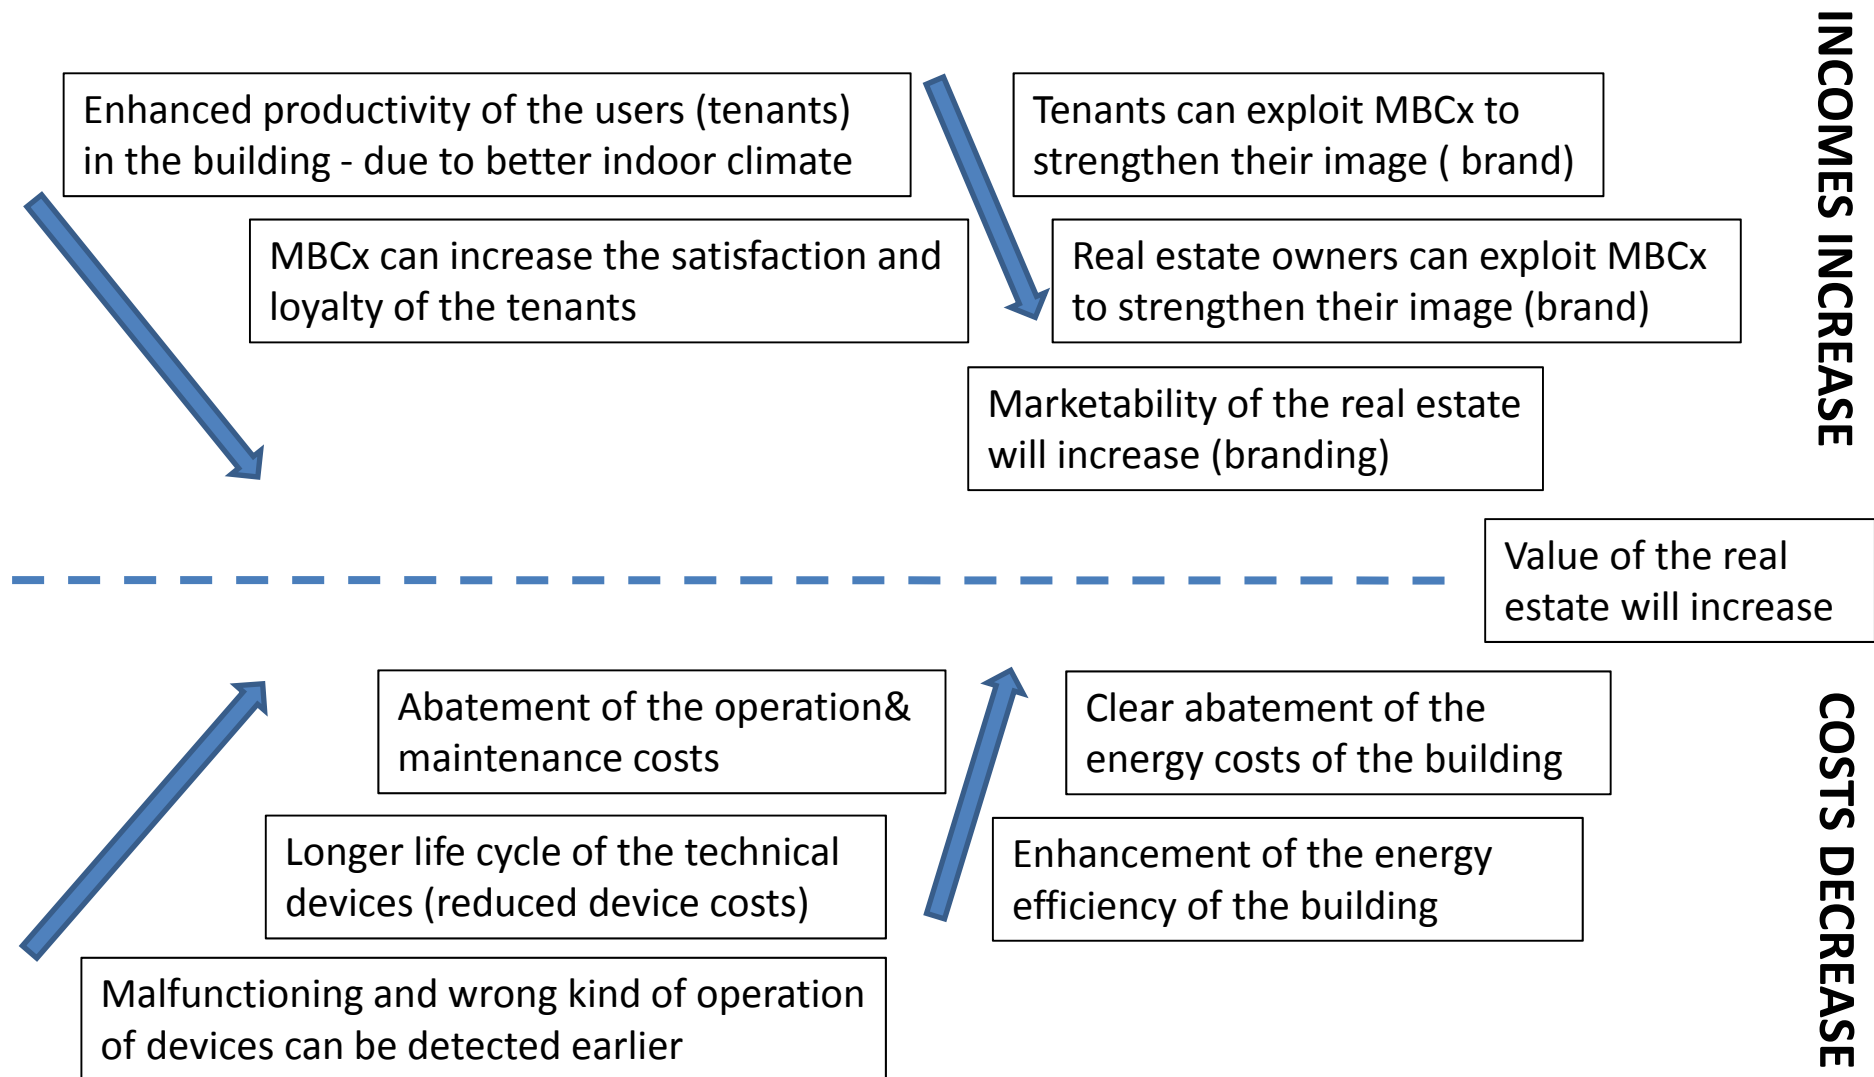 Enhanced productivity of the users (tenants)
in the building - due to better indoor climate
MBCx can increase the satisfaction and
loyalty of the tenants
Tenants can exploit MBCx to
strengthen their image ( brand)
Real estate owners can exploit MBCx
to strengthen their image (brand)
Marketability of the real estate
will increase (branding)
INCOMES INCREASE
Value of the real
estate will increase
Abatement of the operation&
maintenance costs
Longer life cycle of the technical
devices (reduced device costs)
Malfunctioning and wrong kind of operation
of devices can be detected earlier
Clear abatement of the
energy costs of the building
Enhancement of the energy
efficiency of the building
COSTS DECREASE